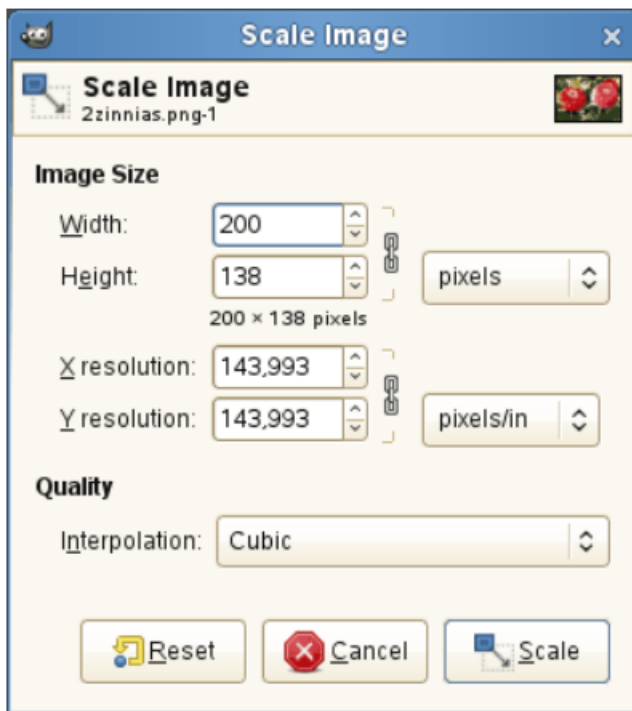 Scale Image
Scale Image
2zinnias.png-1
Image Size
Width: 200
Height: 138 pixels
200 × 138 pixels
X resolution: 143,993
Y resolution: 143,993 pixels/in
Quality
Interpolation: Cubic
Reset Cancel Scale